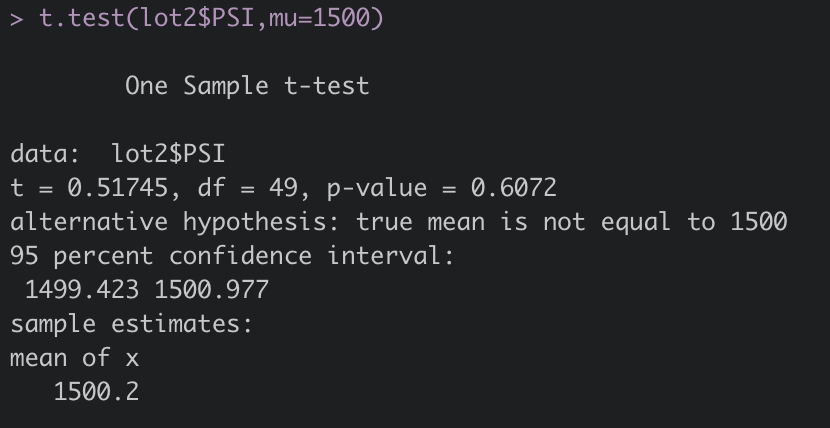 > t.test(lot2$PSI,mu=1500)
One Sample t-test
data:  lot2$PSI
t = 0.51745, df = 49, p-value = 0.6072
alternative hypothesis: true mean is not equal to 1500
95 percent confidence interval:
1499.423 1500.977
sample estimates:
mean of x
1500.2